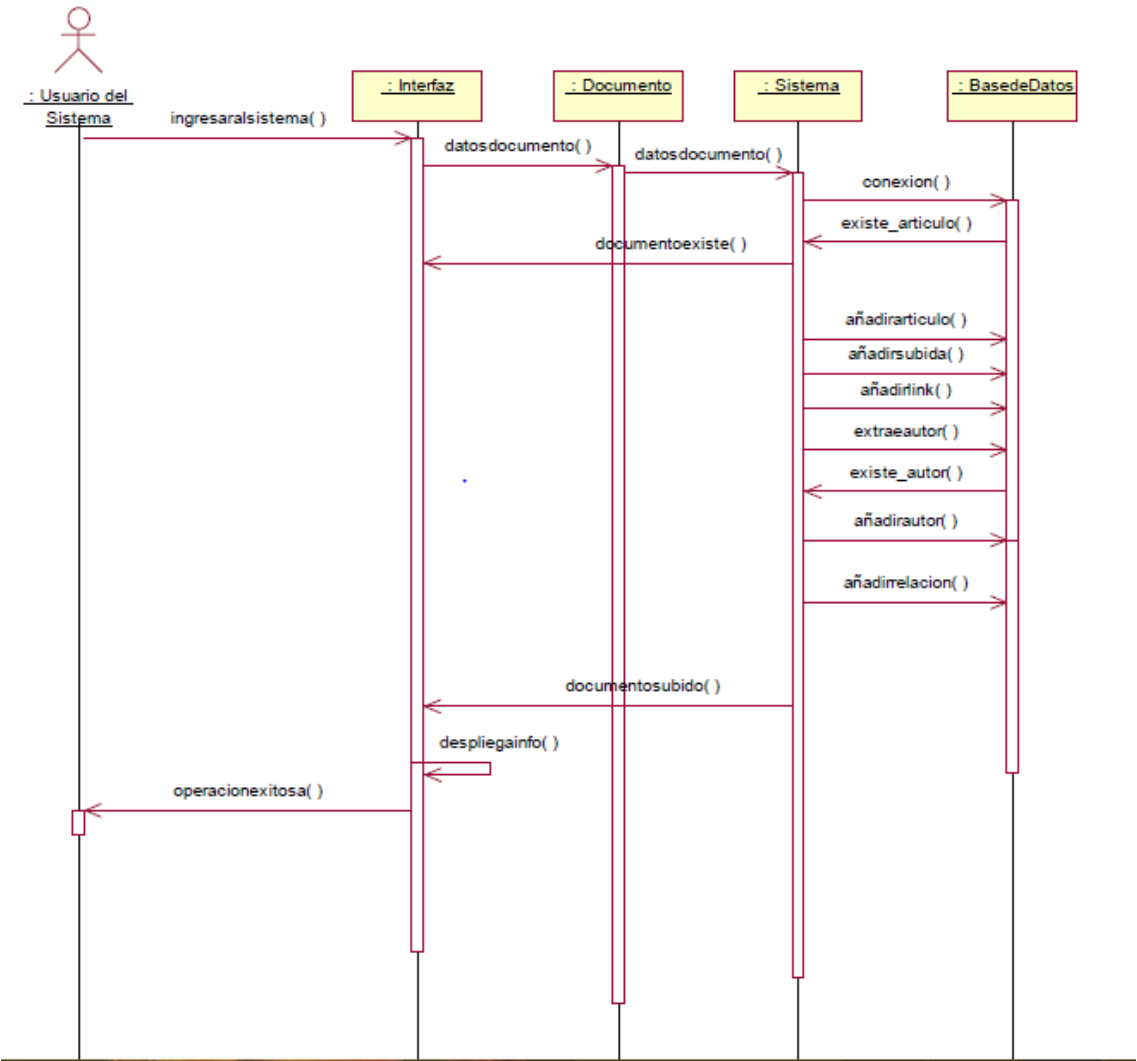 : Usuario del
Sistema
: Interfaz
: Documento
: Sistema
: BasedeDatos
ingresaralsistema( )
datosdocumento( )
datosdocumento( )
conexion( )
existe_articulo( )
documentoexiste( )
añadirarticulo( )
añadirsubida( )
añadirlink( )
extraeautor( )
existe_autor( )
añadirautor( )
añadirrelacion( )
documentosubido( )
despliegainfo( )
operacionexitosa( )